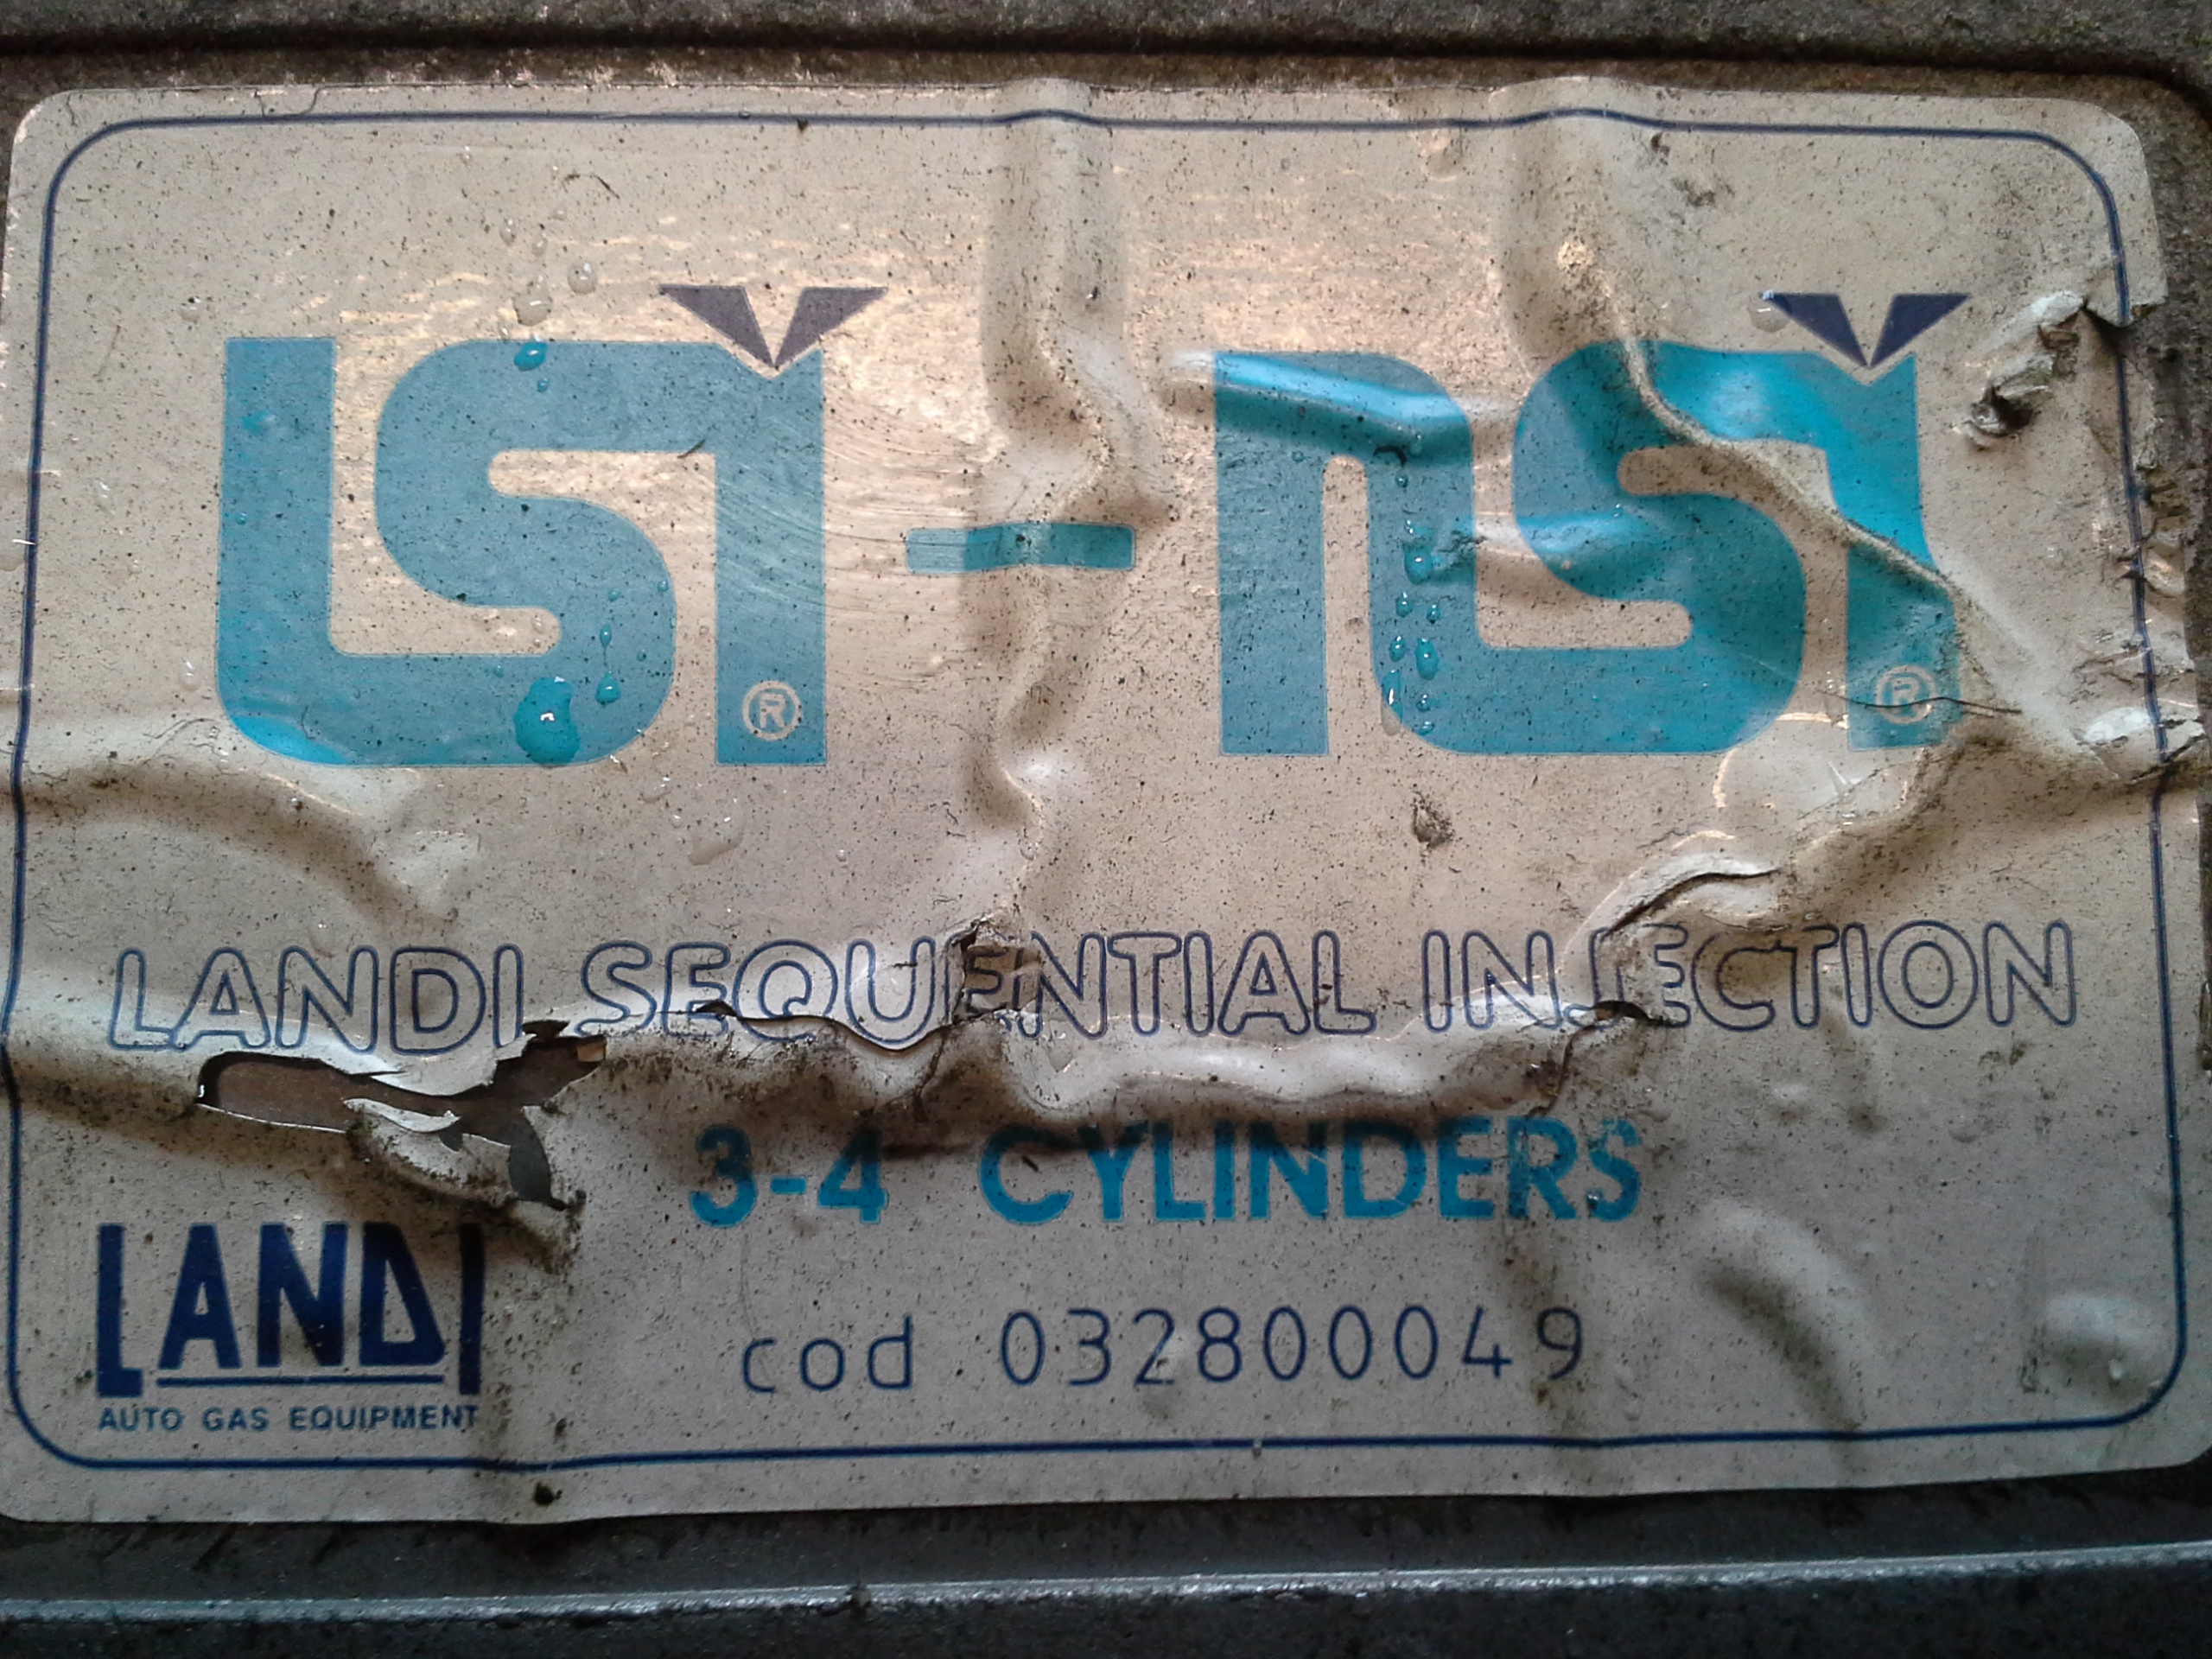 LSI® - NSI®
LANDI SEQUENTIAL INJECTION
3-4 CYLINDERS
LANDI
AUTO GAS EQUIPMENT
cod 032800049